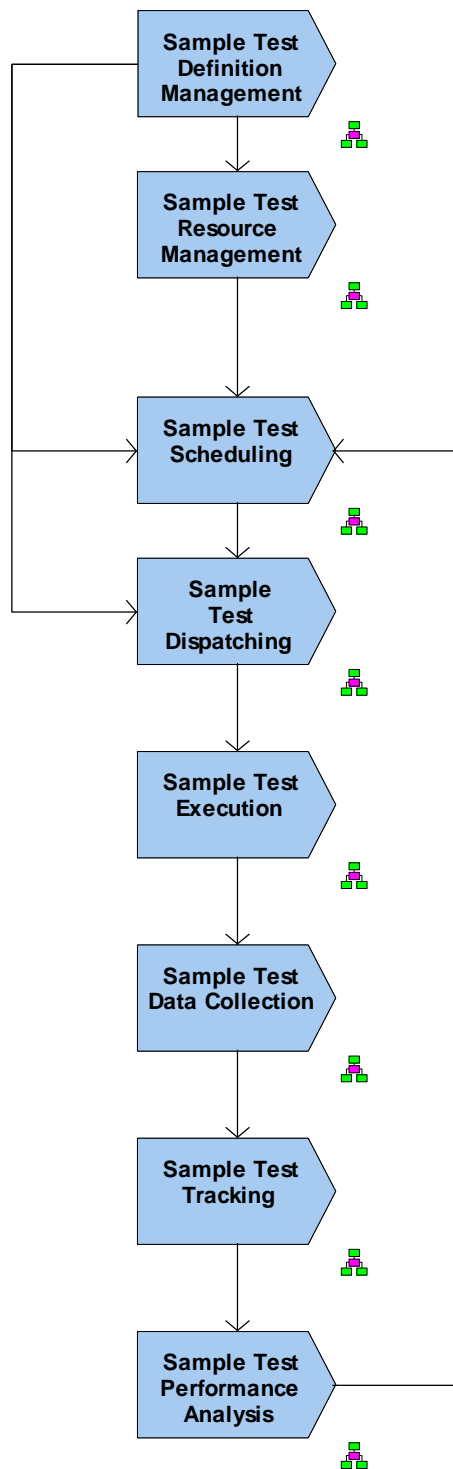 Sample Test
Definition
Management
Sample Test
Resource
Management
Sample Test
Scheduling
Sample
Test
Dispatching
Sample Test
Execution
Sample Test
Data Collection
Sample Test
Tracking
Sample Test
Performance
Analysis